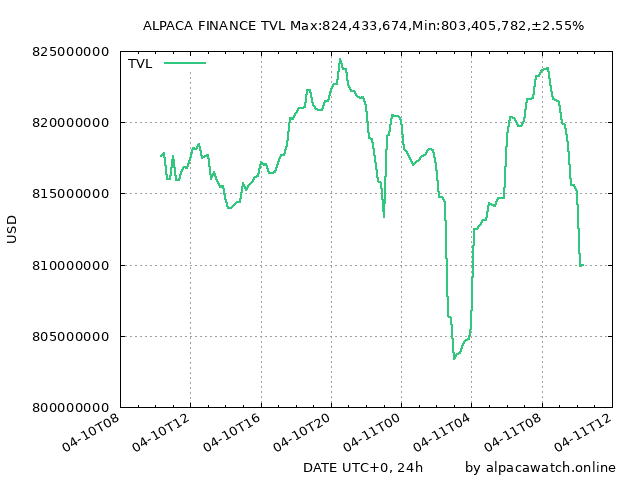 ALPACA FINANCE TVL Max:824,433,674,Min:803,405,782,±2.55%
TVL
825000000
820000000
815000000
810000000
805000000
800000000
USD
04-10T08
04-10T12
04-10T16
04-10T20
04-11T00
04-11T04
04-11T08
04-11T12
DATE UTC+0, 24h
by alpacawatch.online